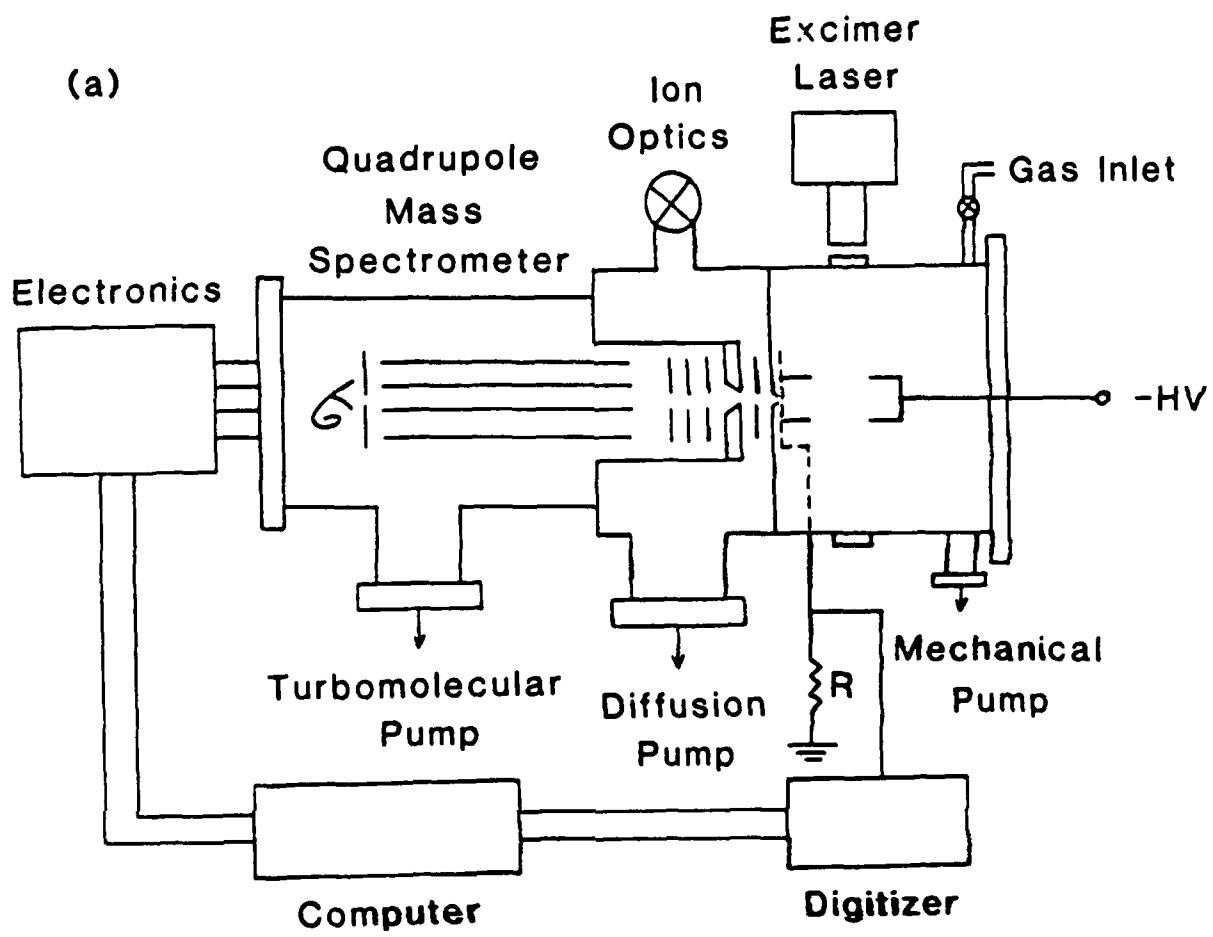 (a)
Excimer
Laser
Ion
Optics
Gas Inlet
Quadrupole
Mass
Spectrometer
Electronics
-HV
Mechanical
Pump
Turbomolecular
Pump
Diffusion
Pump
R
Computer
Digitizer